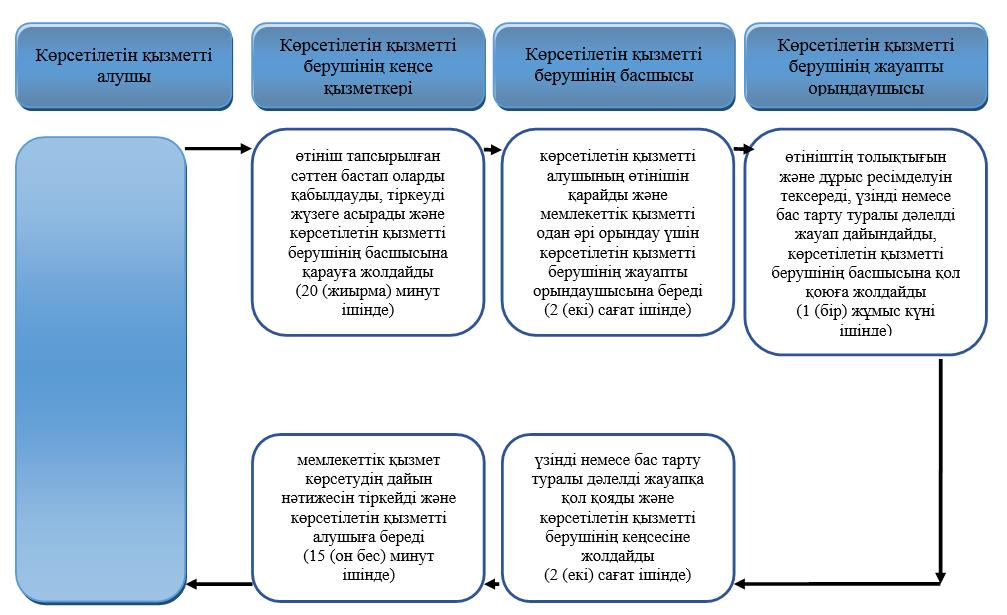 Көрсетілетін қызметті
алушы
Көрсетілетін қызметті
берушінің кеңсе
қызметкері
Көрсетілетін қызметті
берушінің басшысы
Көрсетілетін қызметті
берушінің жауапты
орындаушысы
өтініш тапсырылған
сәттен бастап оларды
қабылдауды, тіркеуді
жүзеге асырады және
көрсетілетін қызметті
берушінің басшысына
қарауға жолдайды
(20 (жиырма) минут
ішінде)
көрсетілетін қызметті
алушының өтінішін
қарайды және
мемлекеттік қызметті
одан әрі орындау үшін
көрсетілетін қызметті
берушінің жауапты
орындаушысына береді
(2 (екі) сағат ішінде)
өтініштің толықтығын
және дұрыс ресімделуін
тексереді, үзінді немесе
бас тарту туралы дәлелді
жауап дайындайды,
көрсетілетін қызметті
берушінің басшысына қол
қоюға жолдайды
(1 (бір) жұмыс күні
ішінде)
мемлекеттік қызмет
көрсетудің дайын
нәтижесін тіркейді және
көрсетілетін қызметті
алушыға береді
(15 (он бес) минут
ішінде)
үзінді немесе бас тарту
туралы дәлелді жауапқа
қол қояды және
көрсетілетін қызметті
берушінің кеңсесіне
жолдайды
(2 (екі) сағат ішінде)